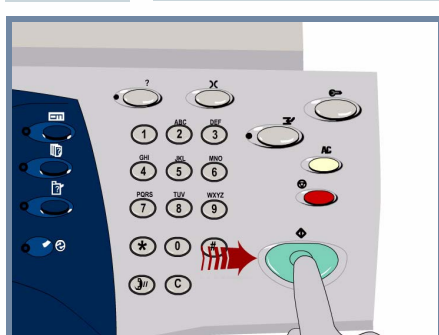 ?
AC
ABC DEF
1 2 3
GHI JKL MNO
4 5 6
PQRS TUV WXYZ
7 8 9
* 0 #
C